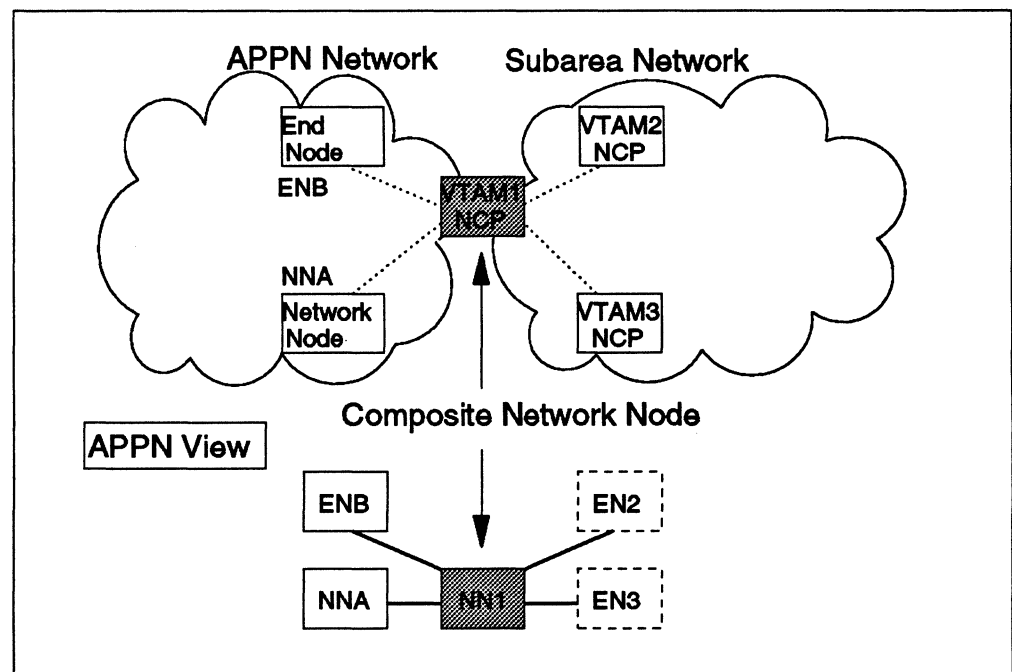 APPN Network
Subarea Network
End
Node
ENB
VTAM2
NCP
VTAM1
NCP
NNA
Network
Node
VTAM3
NCP
Composite Network Node
APPN View
ENB
EN2
NNA
NN1
EN3